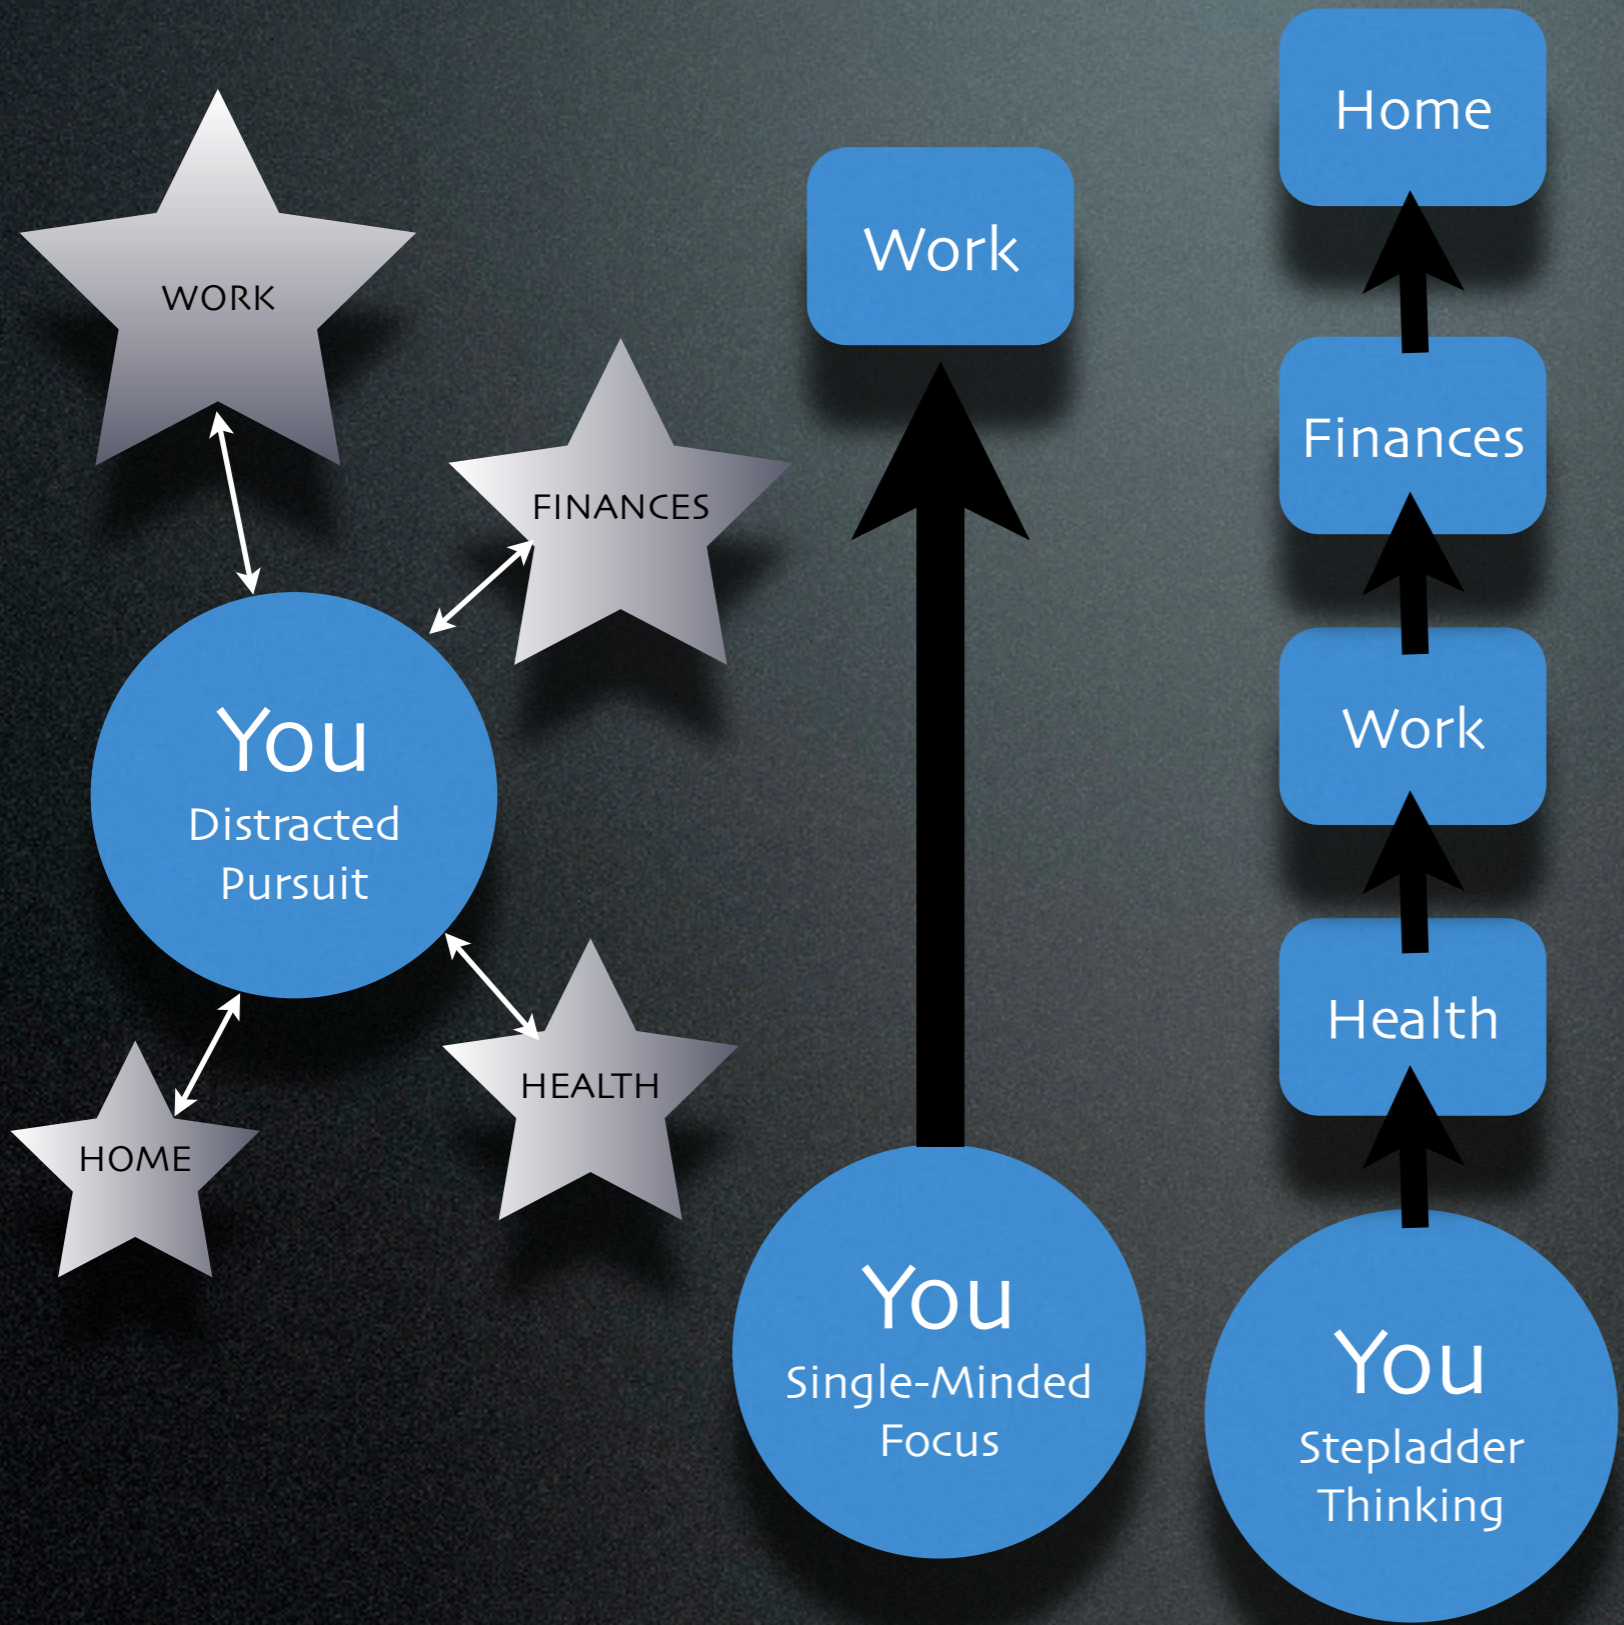 WORK
FINANCES
You
Distracted
Pursuit
HEALTH
HOME
Work
You
Single-Minded
Focus
Home
Finances
Work
Health
You
Stepladder
Thinking